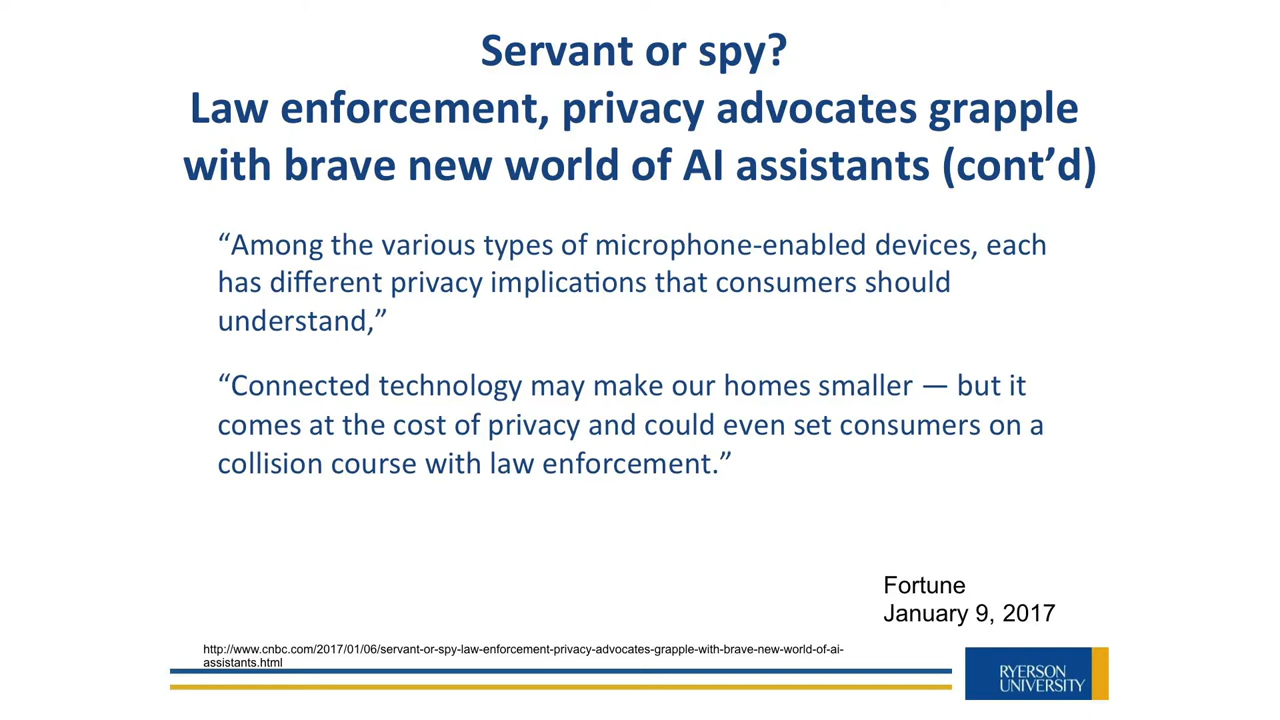 Servant or spy?
Law enforcement, privacy advocates grapple
with brave new world of AI assistants (cont’d)
“Among the various types of microphone-enabled devices, each
has different privacy implications that consumers should
understand,”
“Connected technology may make our homes smaller — but it
comes at the cost of privacy and could even set consumers on a
collision course with law enforcement.”
Fortune
January 9, 2017
http://www.cnbc.com/2017/01/06/servant-or-spy-law-enforcement-privacy-advocates-grapple-with-brave-new-world-of-ai-
assistants.html
RYERSON
UNIVERSITY